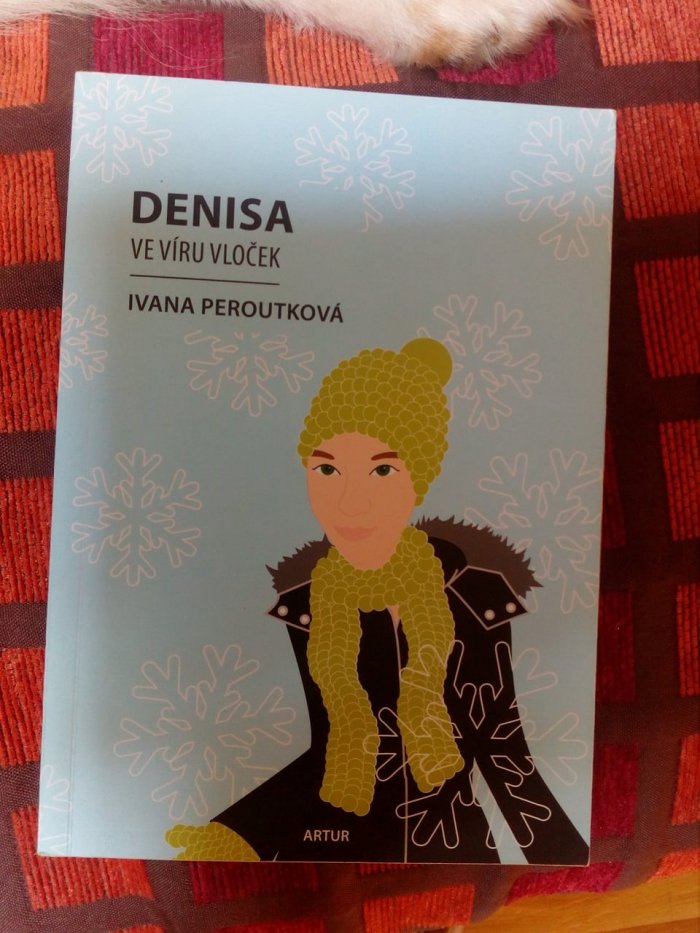 DENISA
VE VÍRU VLOČEK
IVANA PEROUTKOVÁ
ARTUR